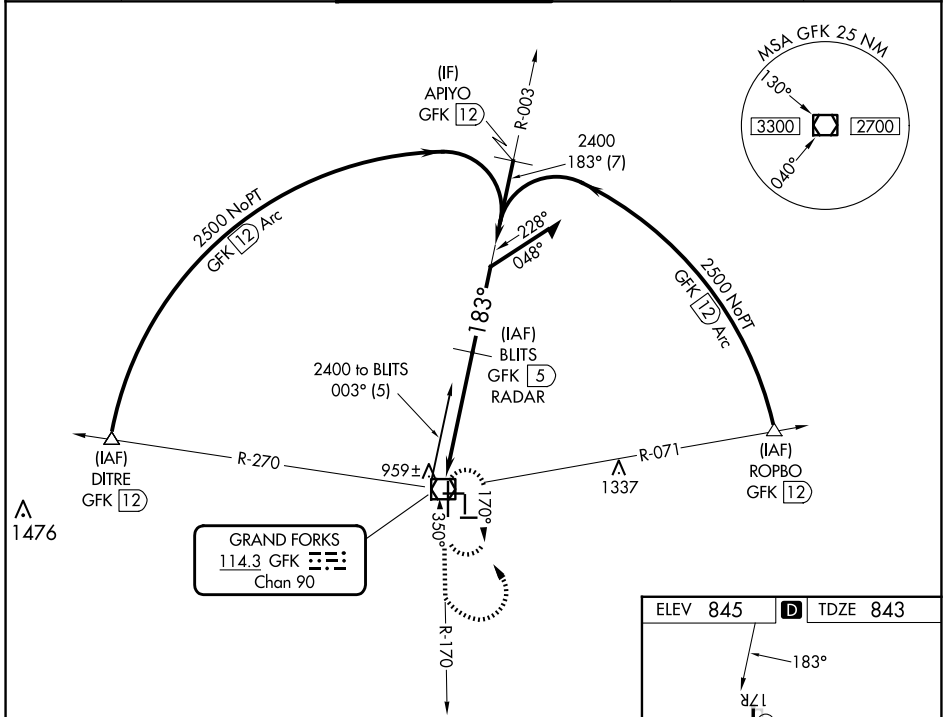 MSA GFK 25 NM
130°
3300
2700
040°
(IF)
APIYO
GFK 12
R-003
2400
183° (7)
2500 NoPT
GFK 12 Arc
228°
048°
2500 NoPT
GFK 12 Arc
183°
(IAF)
BLITS
GFK 5
RADAR
2400 to BLITS
003° (5)
(IAF)
DITRE
GFK 12
R-270
R-071
(IAF)
ROPBO
GFK 12
959±
1337
1476
170°
350°
GRAND FORKS
114.3 GFK
Chan 90
R-170
ELEV 845 D TDZE 843
183°
17R